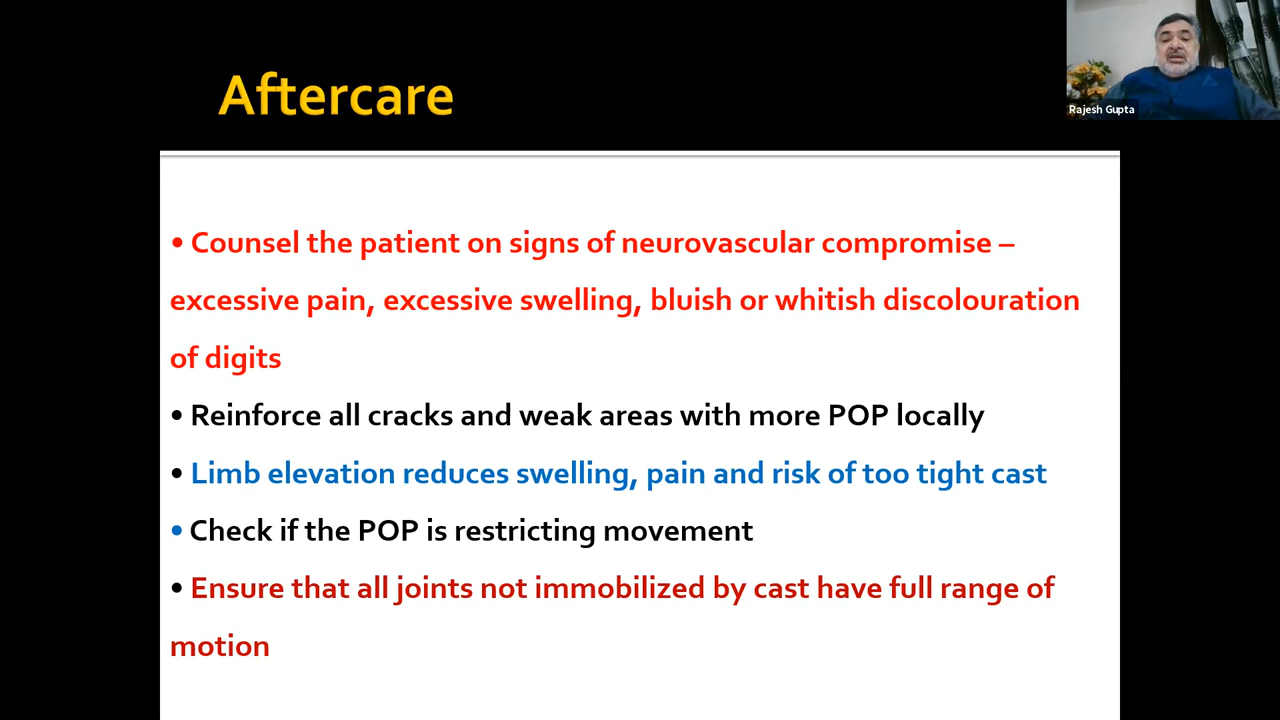 Aftercare
Rajesh Gupta
• Counsel the patient on signs of neurovascular compromise –
excessive pain, excessive swelling, bluish or whitish discolouration
of digits
• Reinforce all cracks and weak areas with more POP locally
• Limb elevation reduces swelling, pain and risk of too tight cast
• Check if the POP is restricting movement
• Ensure that all joints not immobilized by cast have full range of
motion